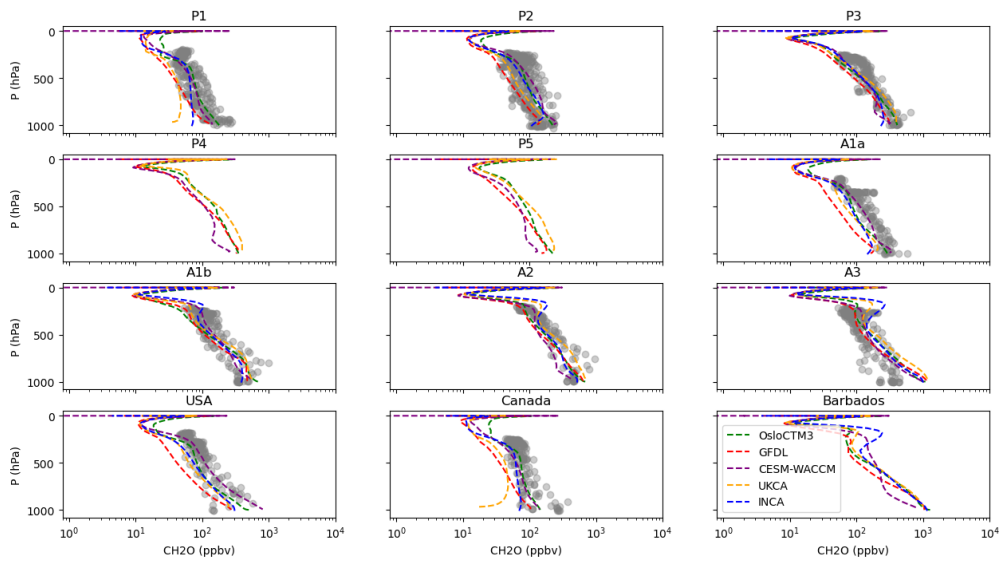 P1 P2 P3
0
500
1000
P (hPa)
P4 P5 A1a
0
500
1000
P (hPa)
A1b A2 A3
0
500
1000
P (hPa)
USA Canada Barbados
0
500
1000
P (hPa)
OsloCTM3
GFDL
CESM-WACCM
UKCA
INCA
10^0 10^1 10^2 10^3 10^4 10^0 10^1 10^2 10^3 10^4 10^0 10^1 10^2 10^3 10^4
CH2O (ppbv) CH2O (ppbv) CH2O (ppbv)